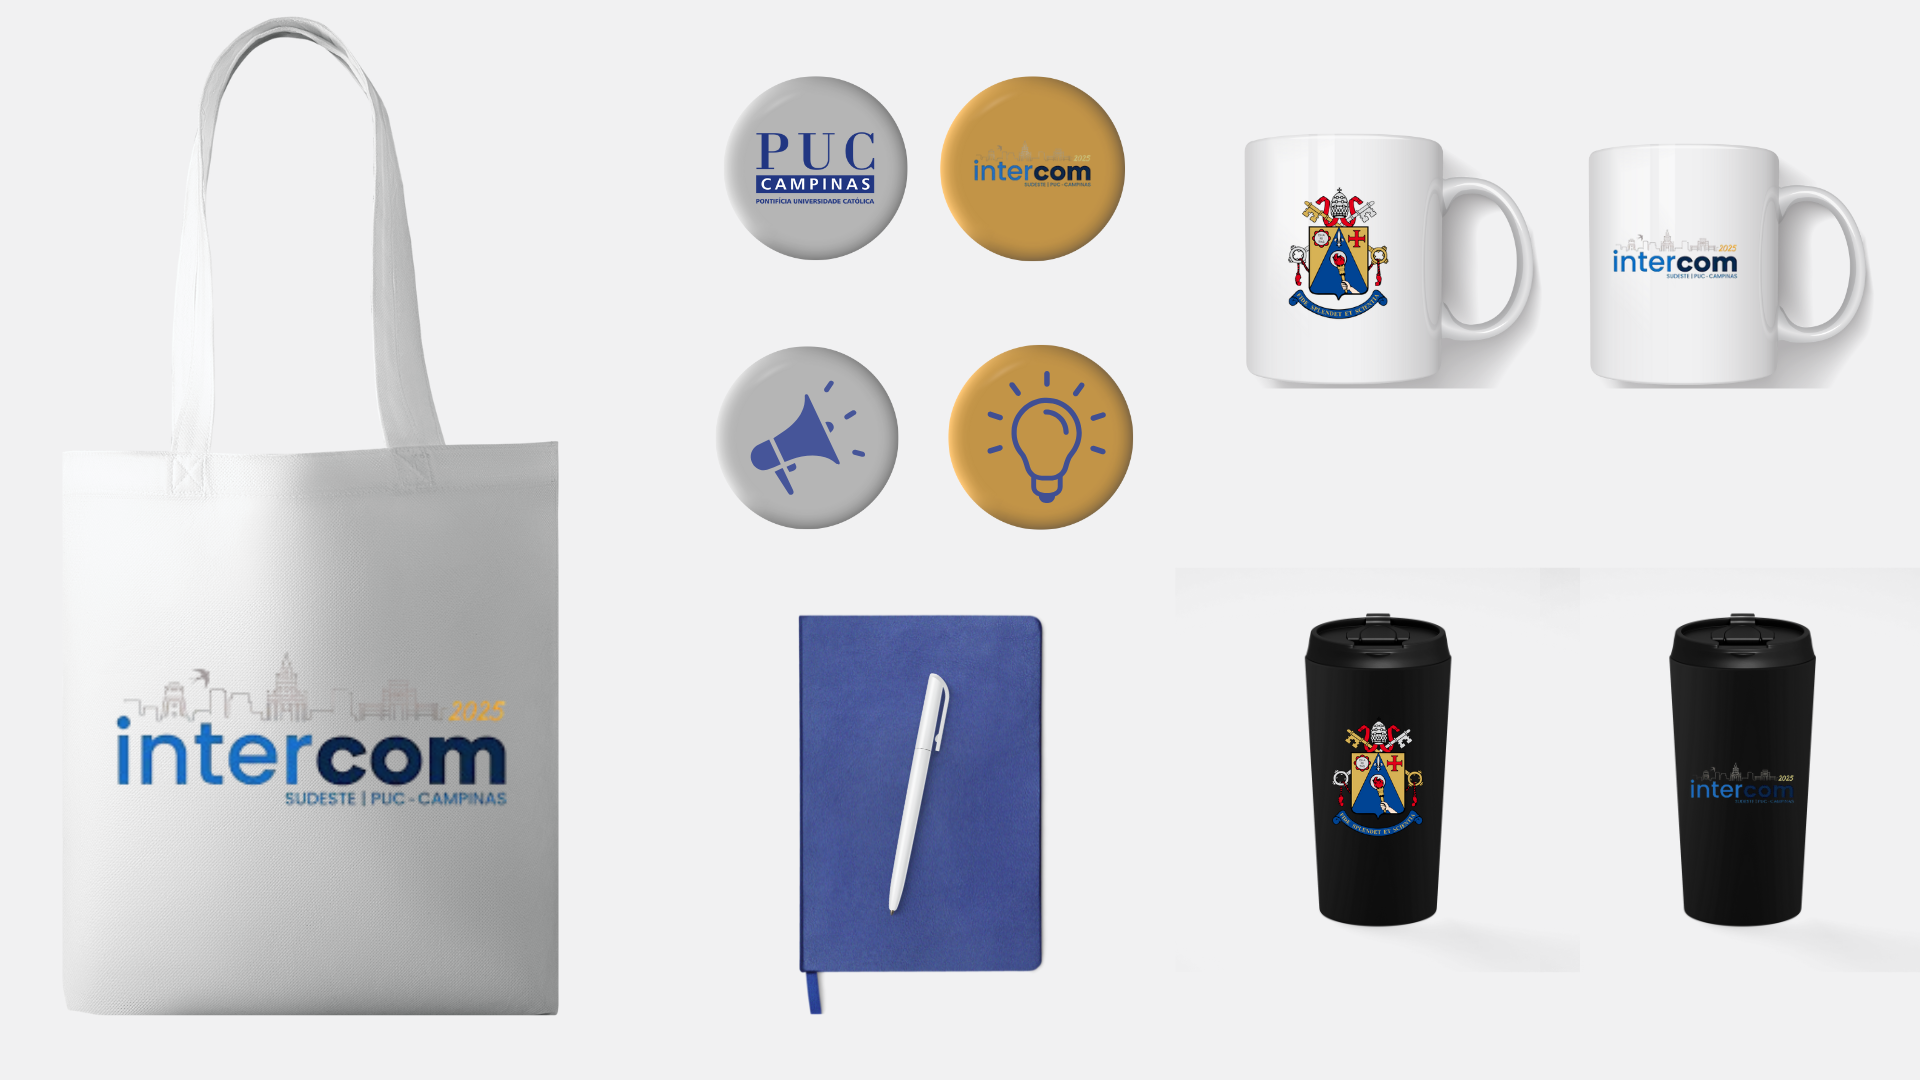 2025
intercom
SUDESTE | PUC - CAMPINAS
PUC
CAMPINAS
PONTIFÍCIA UNIVERSIDADE CATÓLICA
2025
intercom
SUDESTE | PUC - CAMPINAS
FIDE SPLENDET ET SCIENTIA
2025
intercom
SUDESTE | PUC - CAMPINAS
FIDE SPLENDET ET SCIENTIA
2025
intercom